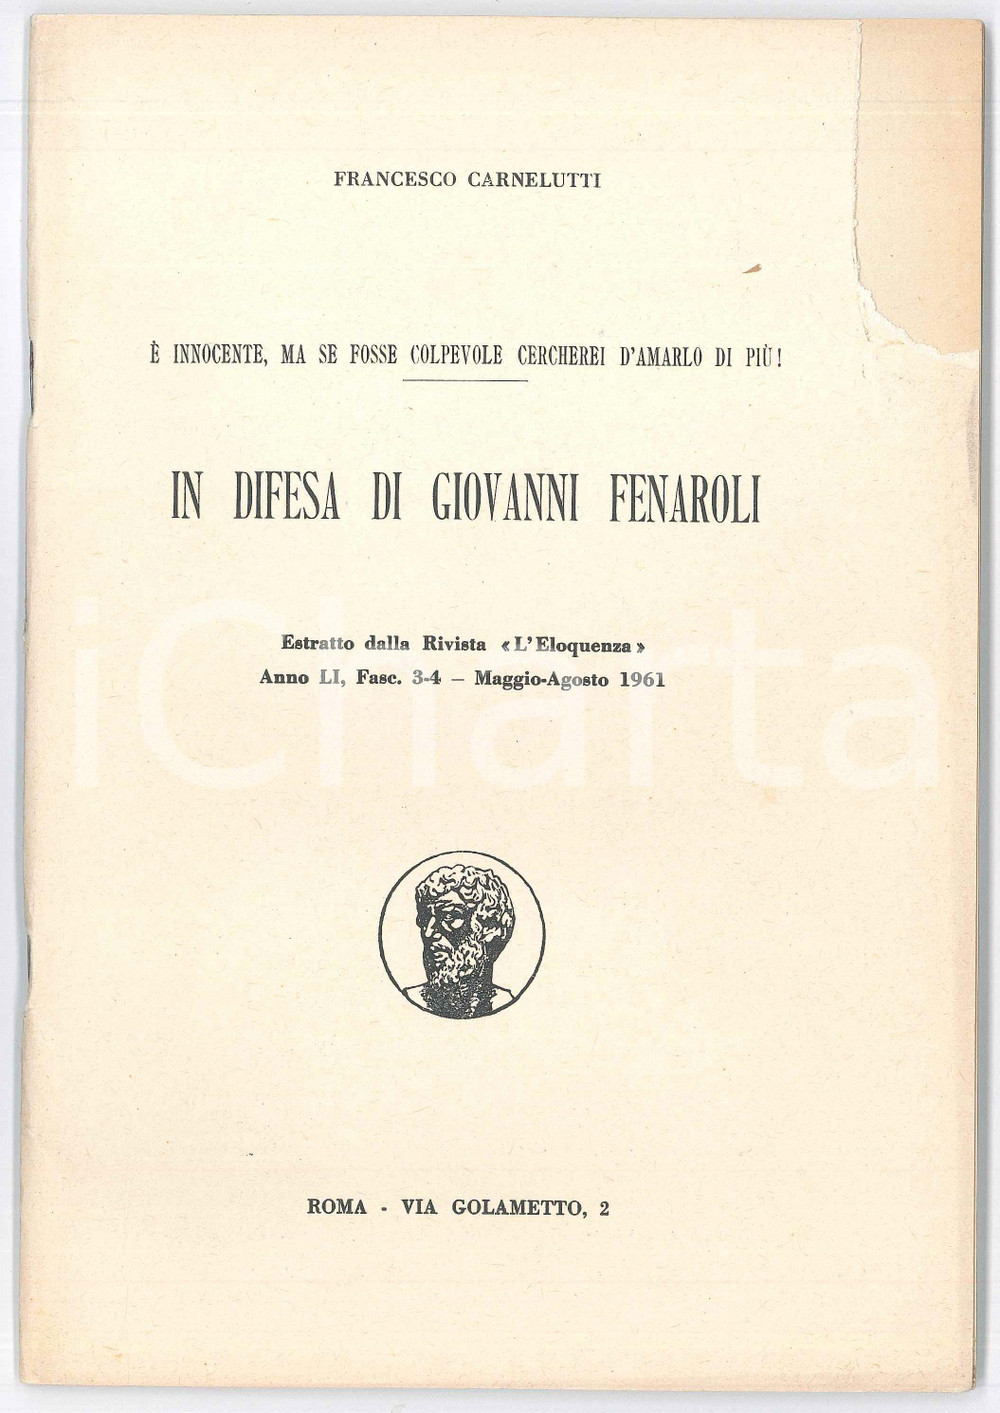 FRANCESCO CARNELUTTI
È INNOCENTE, MA SE FOSSE COLPEVOLE CERCHEREI D'AMARLO DI PIÙ!
IN DIFESA DI GIOVANNI FENAROLI
Estratto dalla Rivista «L'Eloquenza»
Anno LI, Fasc. 3-4 – Maggio-Agosto 1961
iCharta
ROMA - VIA GOLAMETTO, 2